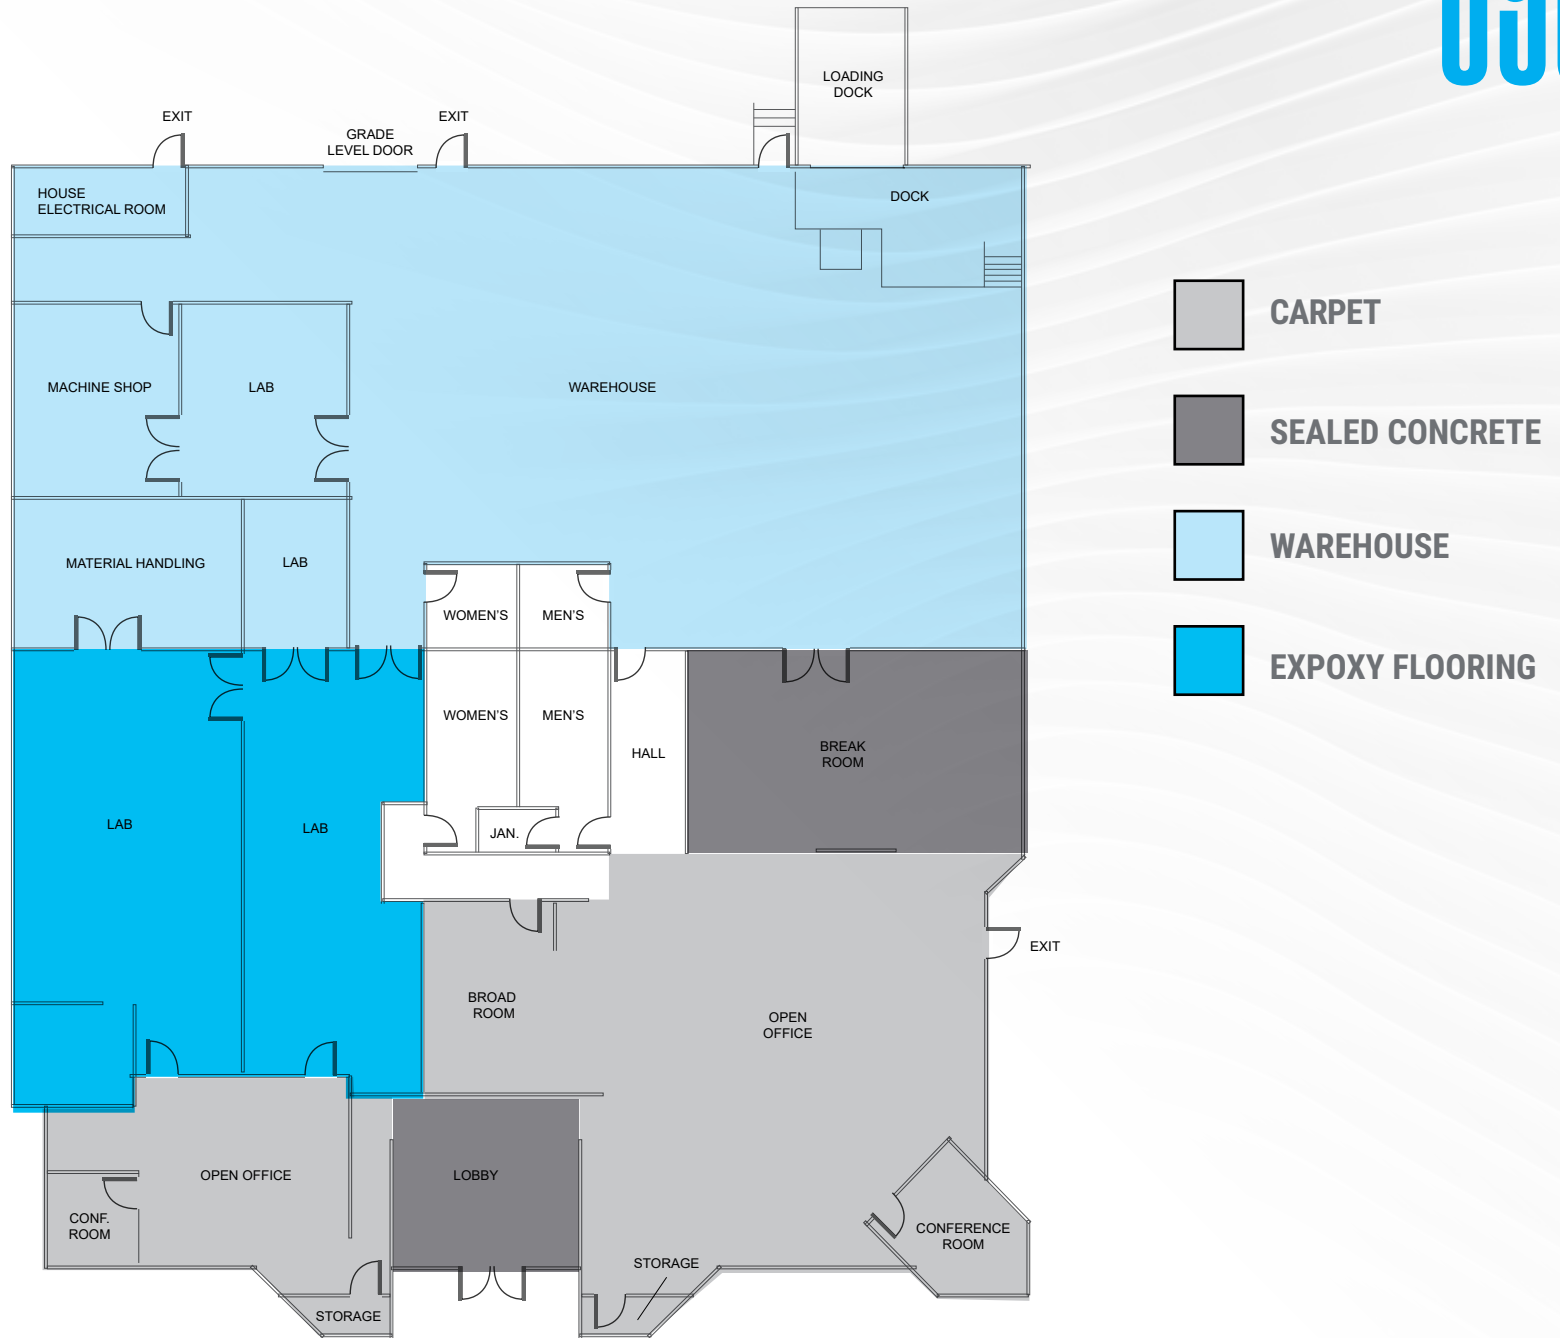 LOADING
DOCK
EXIT
EXIT
GRADE
LEVEL DOOR
HOUSE
ELECTRICAL ROOM
DOCK
CARPET
MACHINE SHOP
LAB
WAREHOUSE
SEALED CONCRETE
MATERIAL HANDLING
LAB
WAREHOUSE
WOMEN'S
MEN'S
EXPOXY FLOORING
WOMEN'S
MEN'S
HALL
BREAK
ROOM
LAB
LAB
JAN.
EXIT
BROAD
ROOM
OPEN
OFFICE
OPEN OFFICE
LOBBY
CONF.
ROOM
CONFERENCE
ROOM
STORAGE
STORAGE